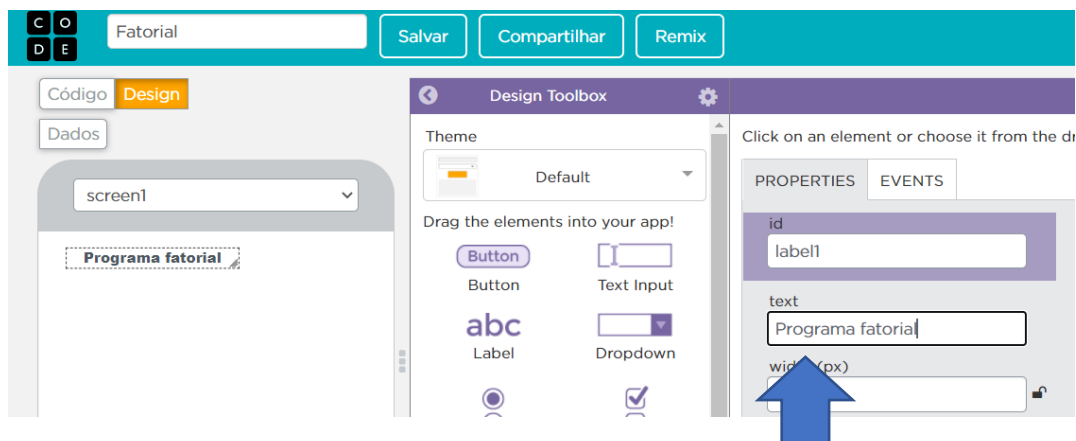 CODE
Fatorial
Salvar
Compartilhar
Remix
Código
Design
Dados
screen1
Programa fatorial
Design Toolbox
Theme
Default
Drag the elements into your app!
Button
Button
Text Input
abc
Label
Dropdown
Click on an element or choose it from the
PROPERTIES
EVENTS
id
label1
text
Programa fatorial
(px)